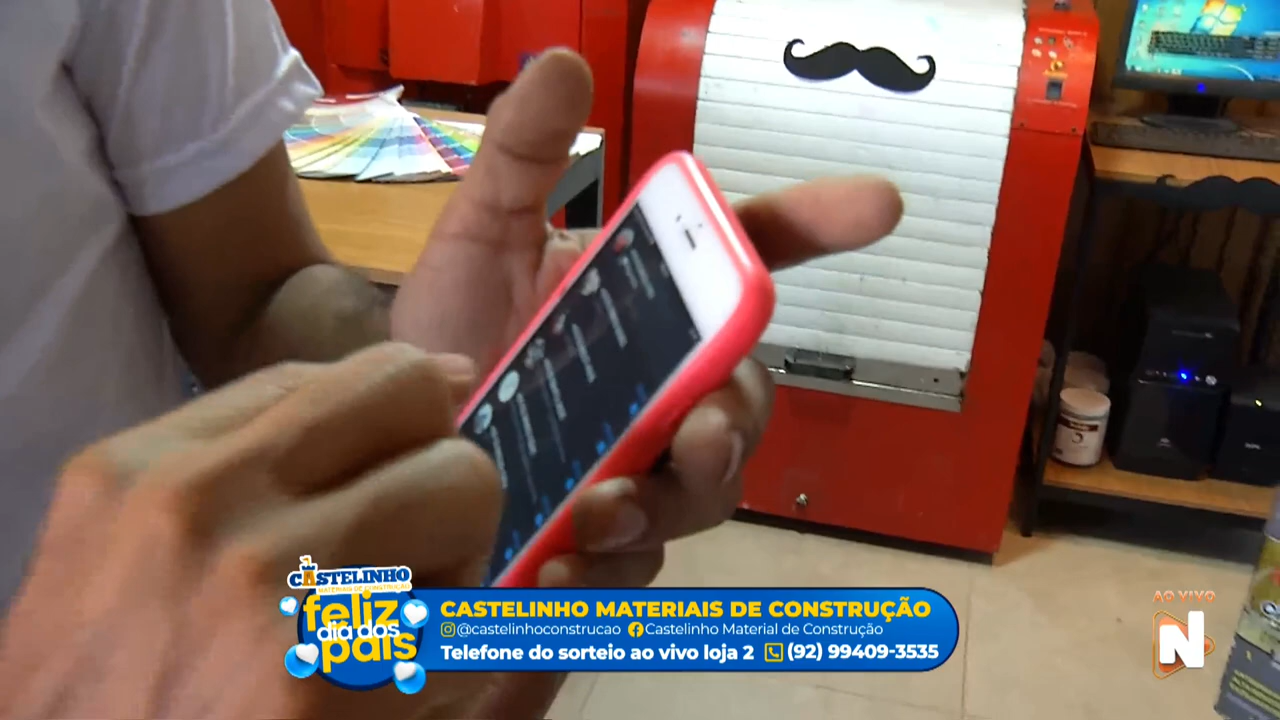 CASTELINHO
MATERIAIS DE CONSTRUÇÃO
feliz
dia dos
pais
CASTELINHO MATERIAIS DE CONSTRUÇÃO
@castelinhoconstrucao Castelinho Material de Construção
Telefone do sorteio ao vivo loja 2 (92) 99409-3535
AO VIVO
N
5